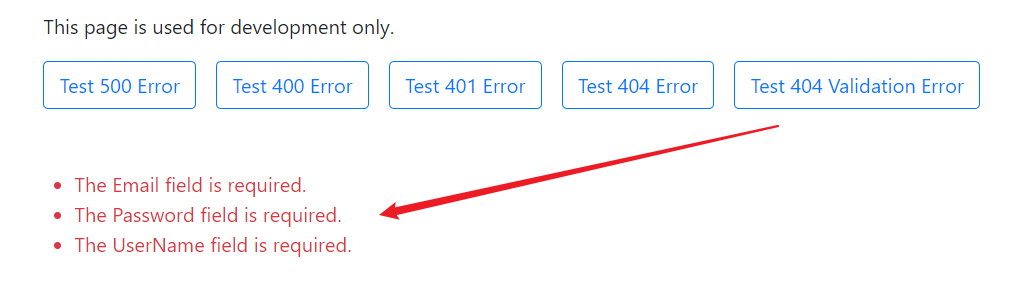 This page is used for development only.
Test 500 Error Test 400 Error Test 401 Error Test 404 Error Test 404 Validation Error
The Email field is required.
The Password field is required.
The UserName field is required.